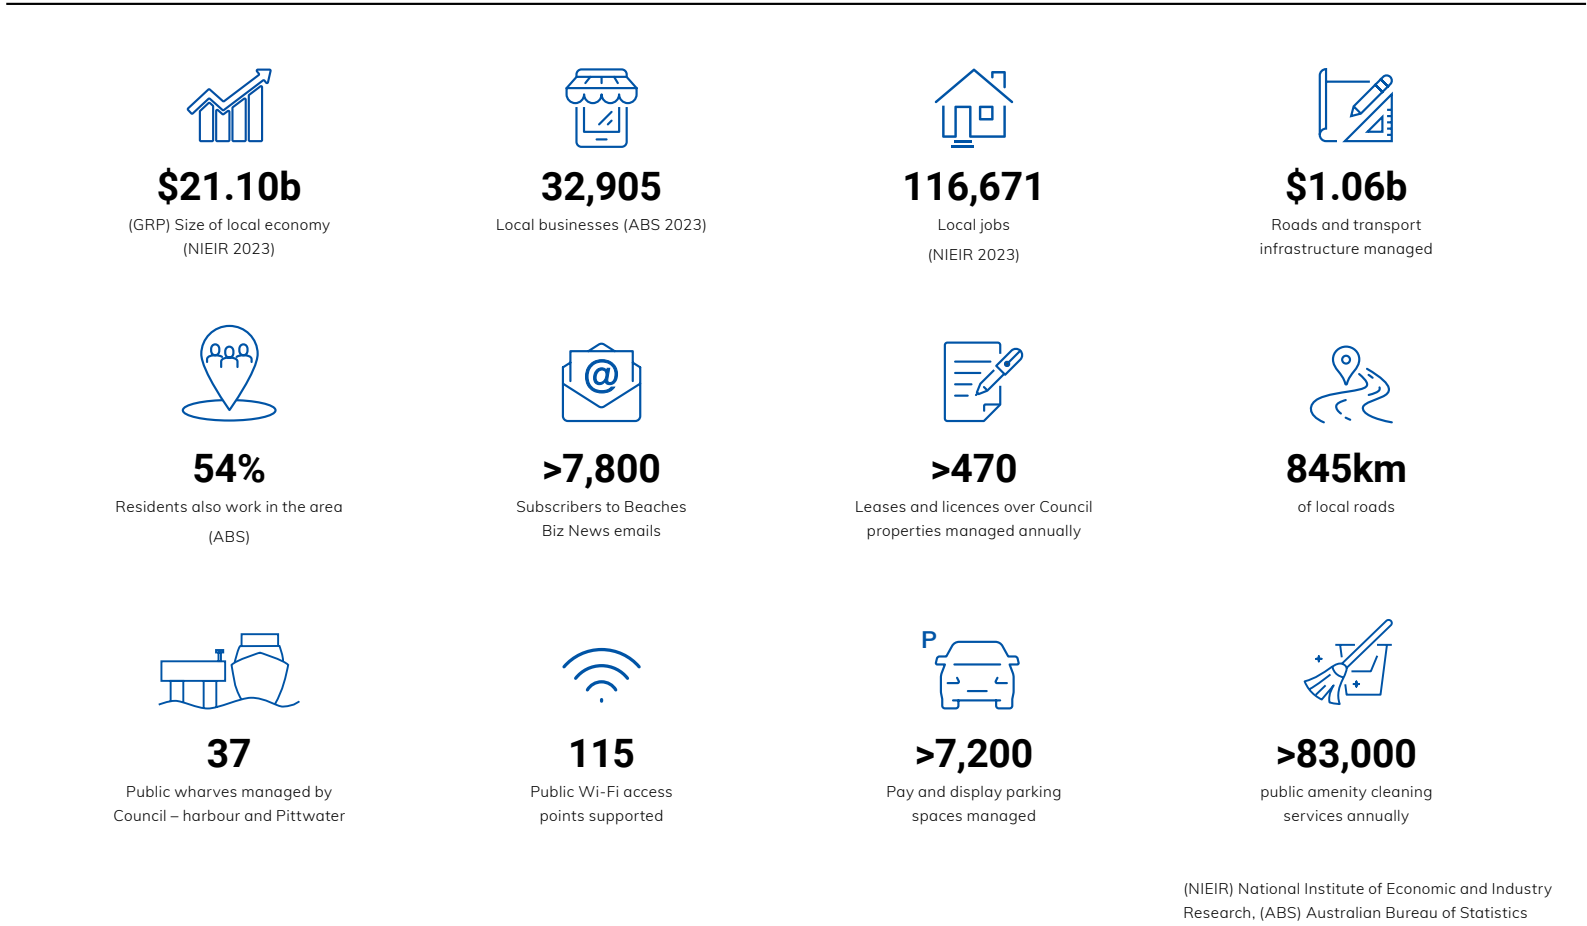 $21.10b
(GRP) Size of local economy
(NIEIR 2023)
32,905
Local businesses (ABS 2023)
116,671
Local jobs
(NIEIR 2023)
$1.06b
Roads and transport
infrastructure managed
54%
Residents also work in the area
(ABS)
@
>7,800
Subscribers to Beaches
Biz News emails
>470
Leases and licences over Council
properties managed annually
845km
of local roads
37
Public wharves managed by
Council – harbour and Pittwater
115
Public Wi-Fi access
points supported
P
>7,200
Pay and display parking
spaces managed
>83,000
public amenity cleaning
services annually
(NIEIR) National Institute of Economic and Industry
Research, (ABS) Australian Bureau of Statistics